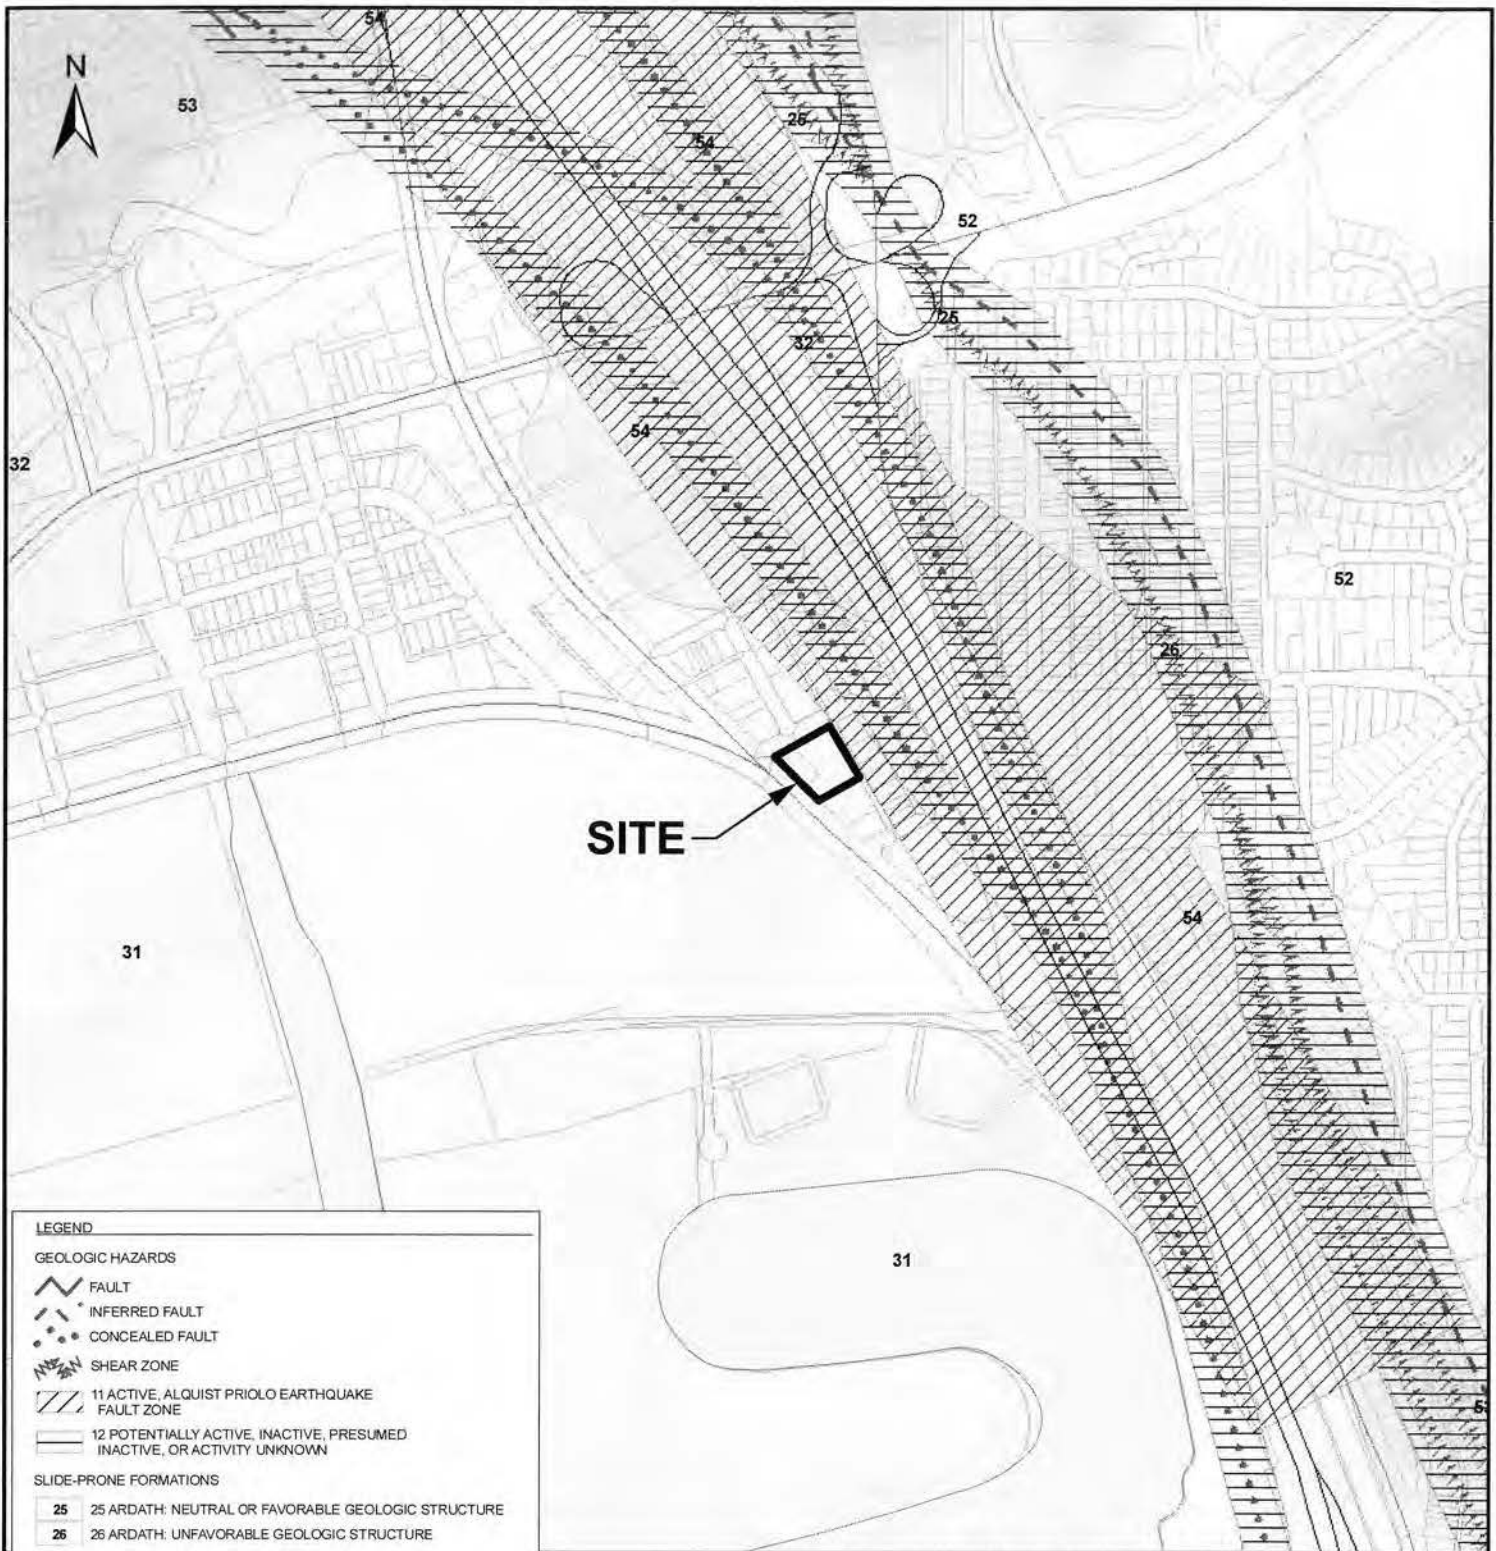 54
N
53
25
54
52
25
32
54
32
52
26
SITE
54
31
31
LEGEND
GEOLOGIC HAZARDS
FAULT
INFERRED FAULT
CONCEALED FAULT
SHEAR ZONE
11 ACTIVE, ALQUIST PRIOLO EARTHQUAKE
FAULT ZONE
12 POTENTIALLY ACTIVE, INACTIVE, PRESUMED
INACTIVE, OR ACTIVITY UNKNOWN
SLIDE-PRONE FORMATIONS
25 25 ARDATH: NEUTRAL OR FAVORABLE GEOLOGIC STRUCTURE
26 26 ARDATH: UNFAVORABLE GEOLOGIC STRUCTURE